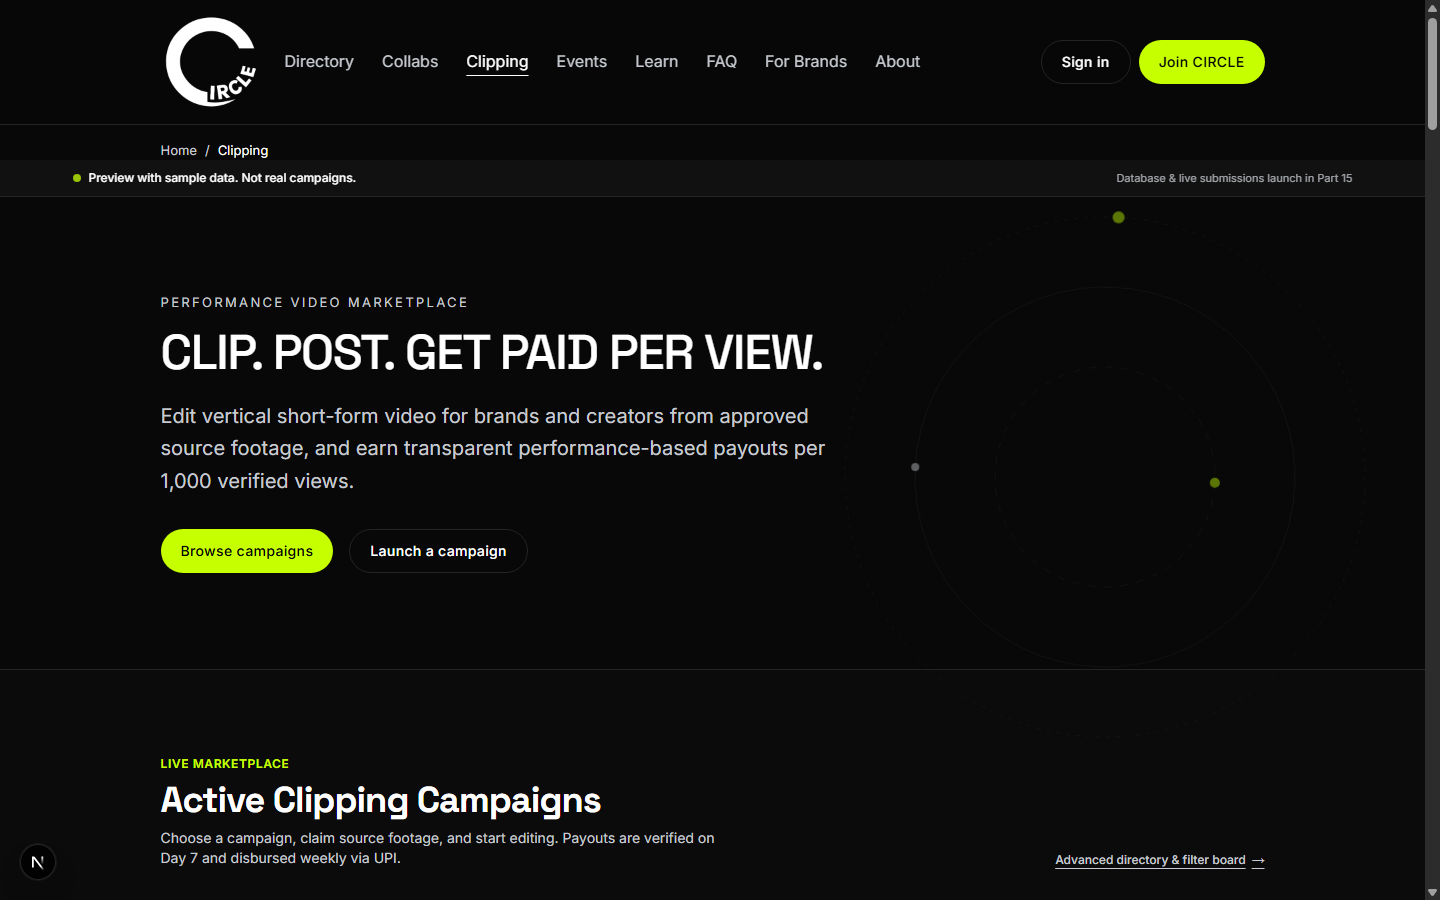 CIRCLE
Directory
Collabs
Clipping
Events
Learn
FAQ
For Brands
About
Sign in
Join CIRCLE
Home / Clipping
Preview with sample data. Not real campaigns.
Database & live submissions launch in Part 15
PERFORMANCE VIDEO MARKETPLACE
CLIP. POST. GET PAID PER VIEW.
Edit vertical short-form video for brands and creators from approved
source footage, and earn transparent performance-based payouts per
1,000 verified views.
Browse campaigns
Launch a campaign
LIVE MARKETPLACE
Active Clipping Campaigns
Choose a campaign, claim source footage, and start editing. Payouts are verified on
Day 7 and disbursed weekly via UPI.
Advanced directory & filter board →
N